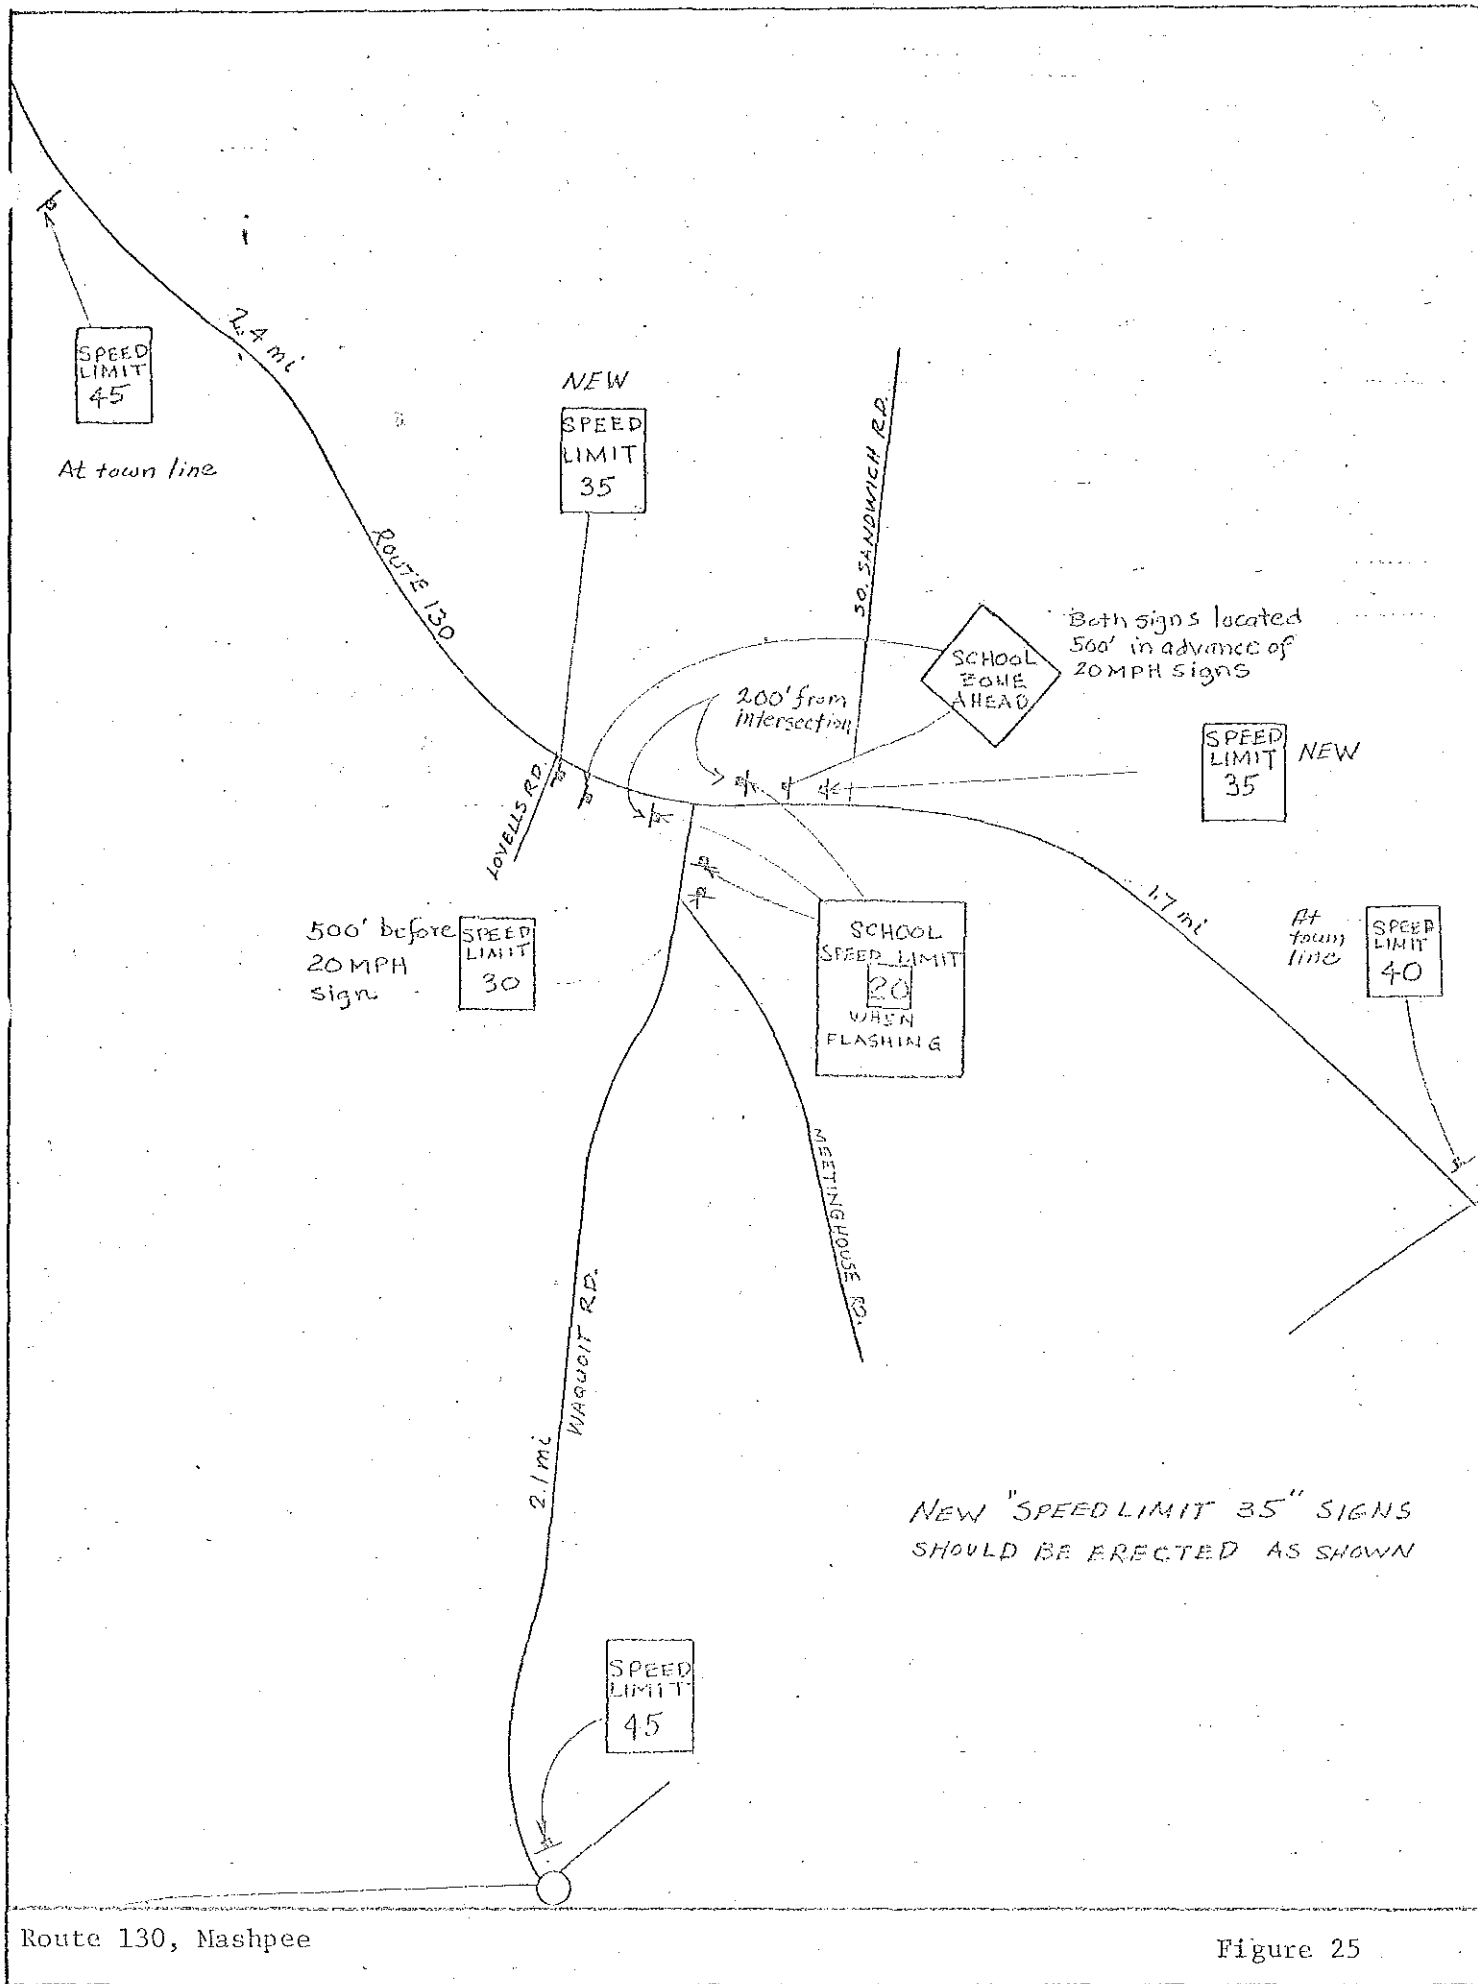 2.4 mi
SPEED
LIMIT
45
At town line
NEW
SPEED
LIMIT
35
ROUTE 130
SO. SANDWICH RD.
Both signs located
500' in advance of
20 MPH signs
SCHOOL
ZONE
AHEAD
200' from
intersection
SPEED
LIMIT
35
NEW
LOVELLS RD.
1.7 mi
At
town
line
SPEED
LIMIT
40
500' before
20 MPH
sign
SPEED
LIMIT
30
SCHOOL
SPEED LIMIT
20
WHEN
FLASHING
MEETINGHOUSE RD.
WAQUOIT RD.
2.1 mi
NEW "SPEED LIMIT 35" SIGNS
SHOULD BE ERECTED AS SHOWN
SPEED
LIMIT
45
Route 130, Mashpee
Figure 25